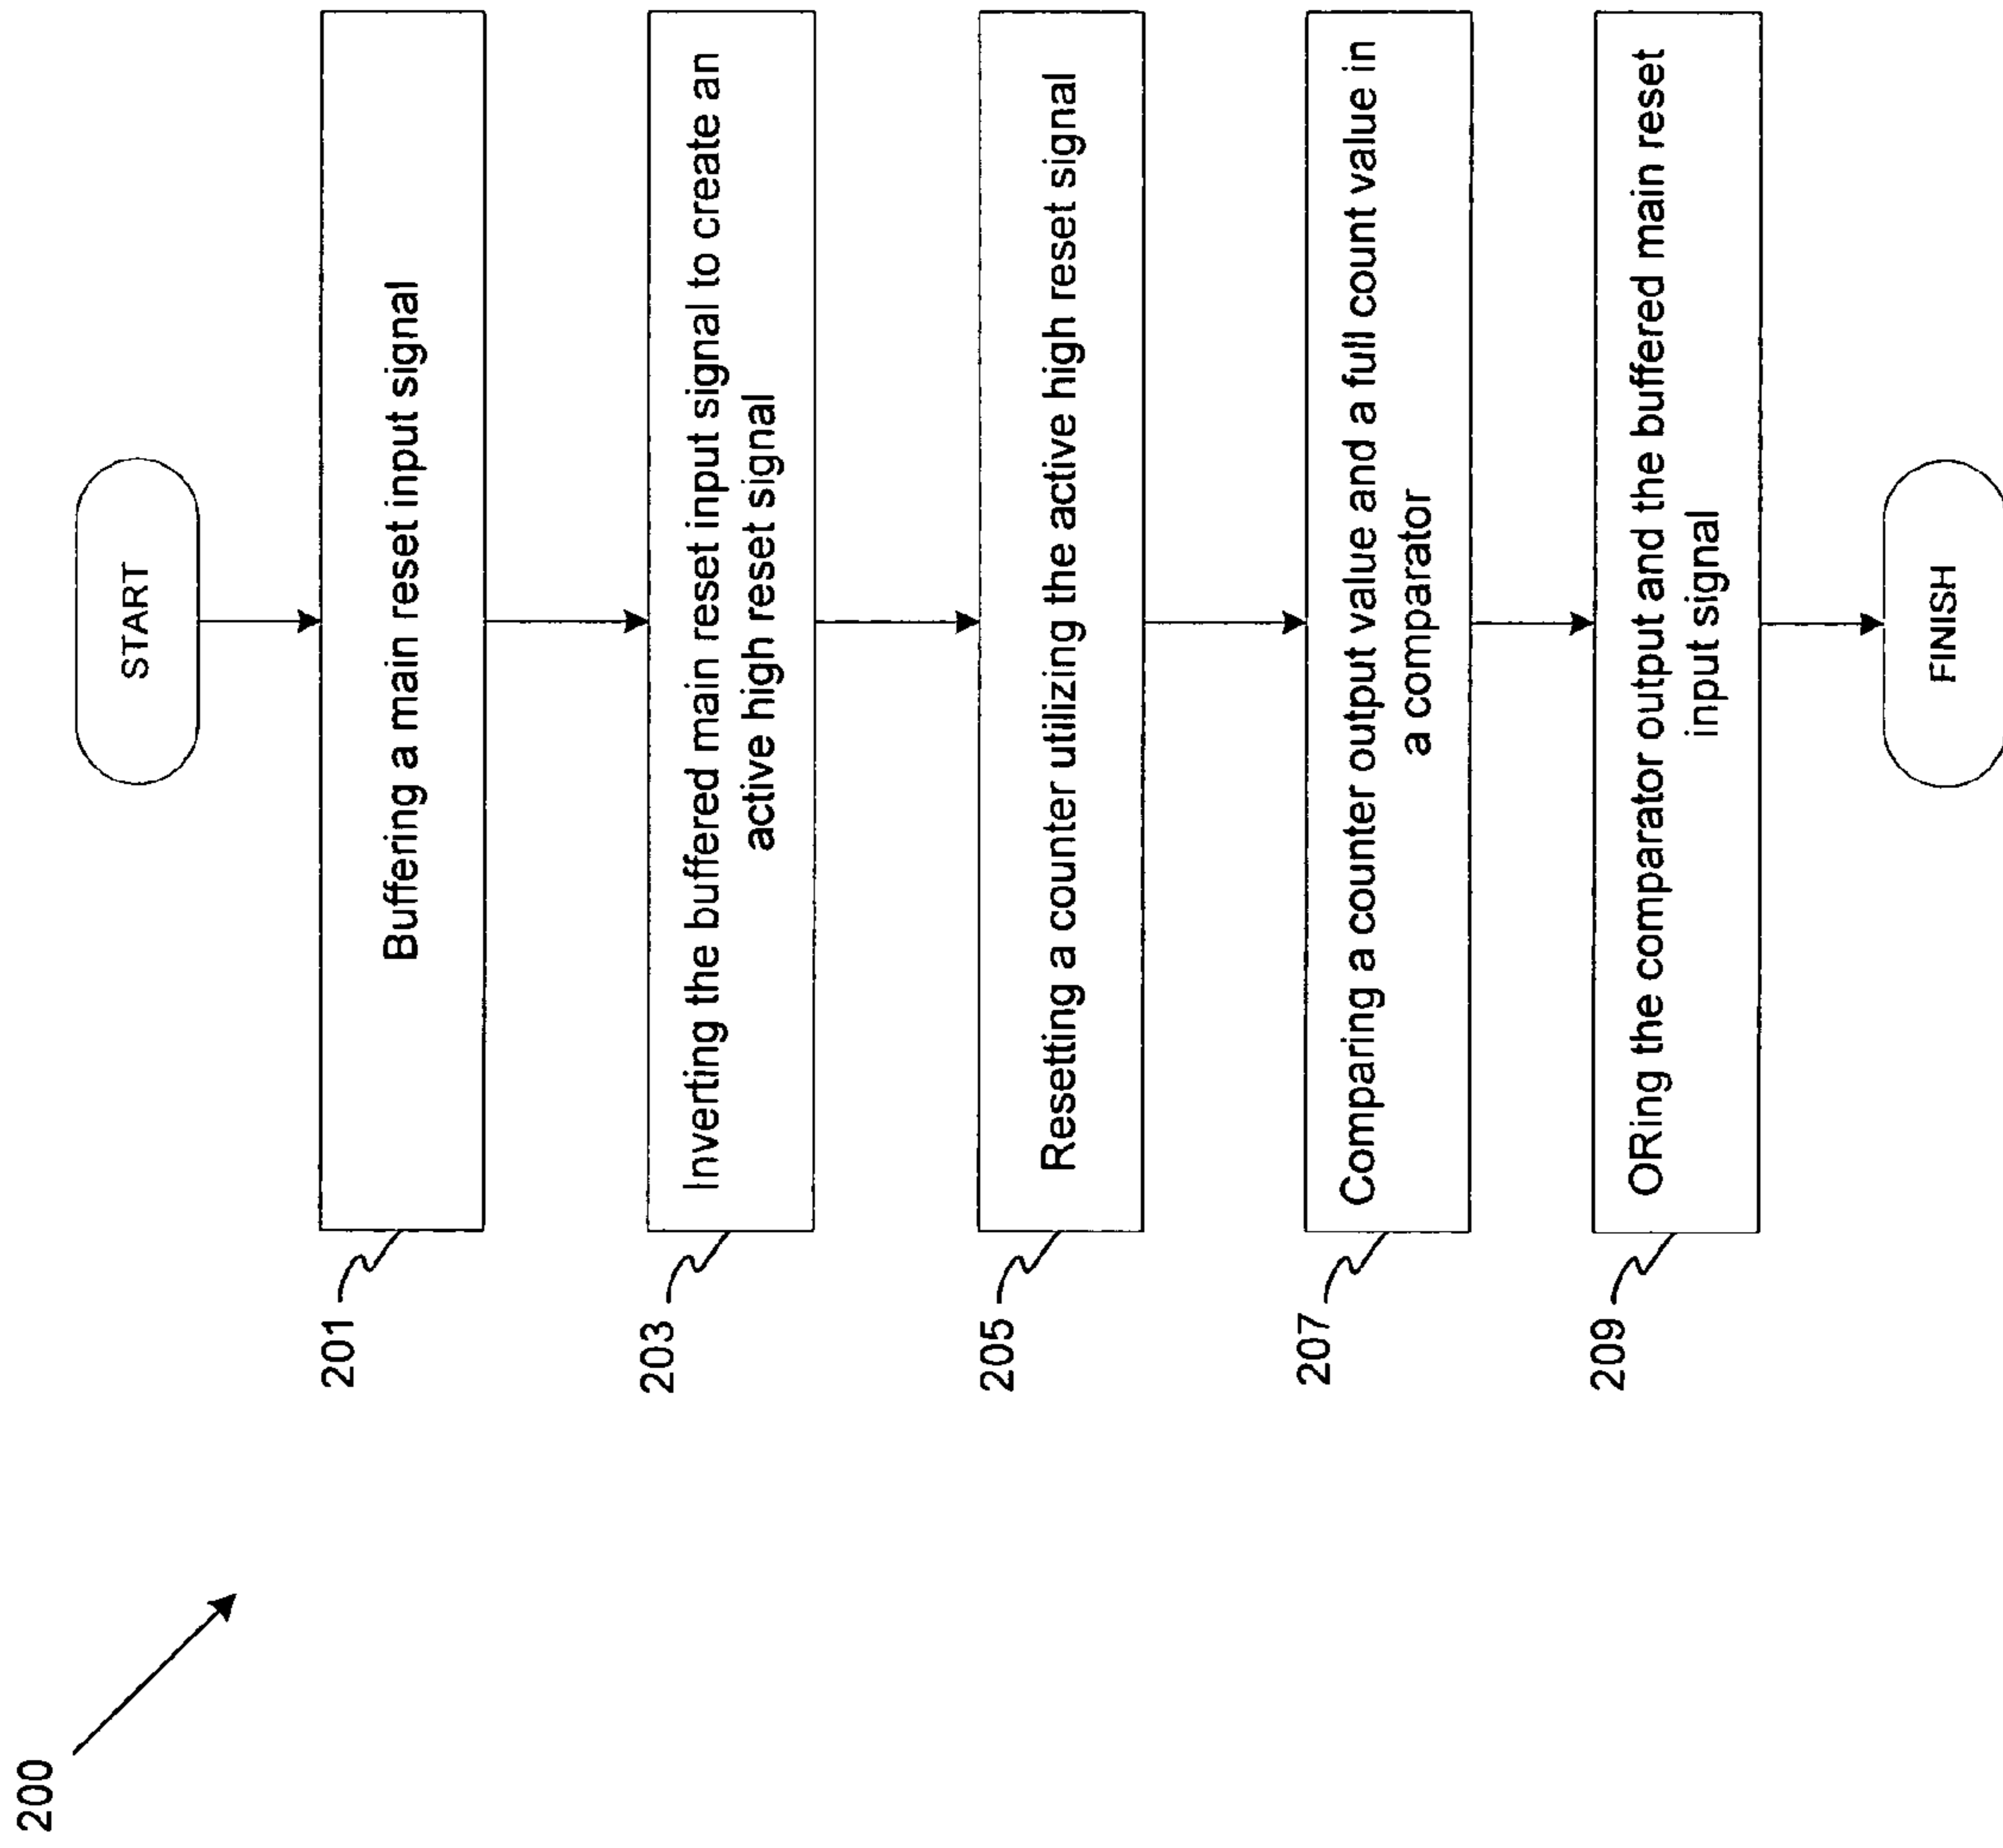 200
START
201
Buffering a main reset input signal
203
Inverting the buffered main reset input signal to create an
active high reset signal
205
Resetting a counter utilizing the active high reset signal
207
Comparing a counter output value and a full count value in
a comparator
209
ORing the comparator output and the buffered main reset
input signal
FINISH